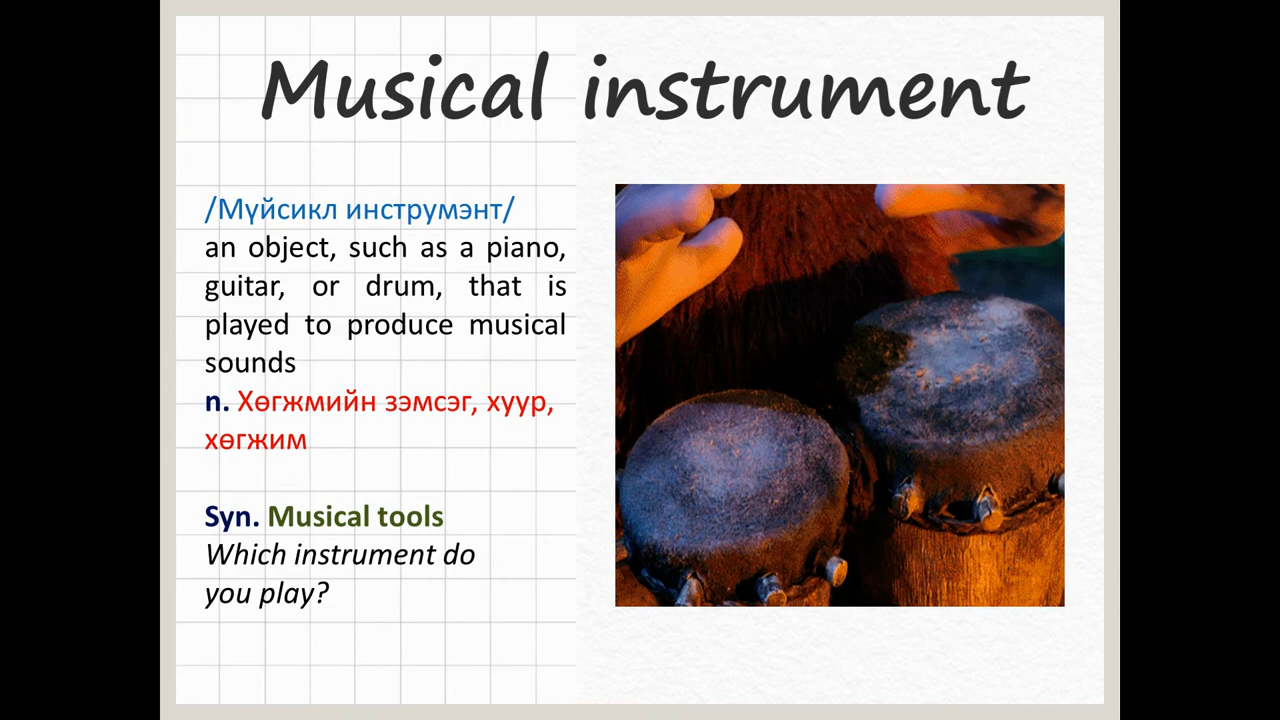 Musical instrument
/Мүйсикл инструмэнт/
an object, such as a piano,
guitar, or drum, that is
played to produce musical
sounds
n. Хөгжмийн зэмсэг, хуур,
хөгжим
Syn. Musical tools
Which instrument do
you play?